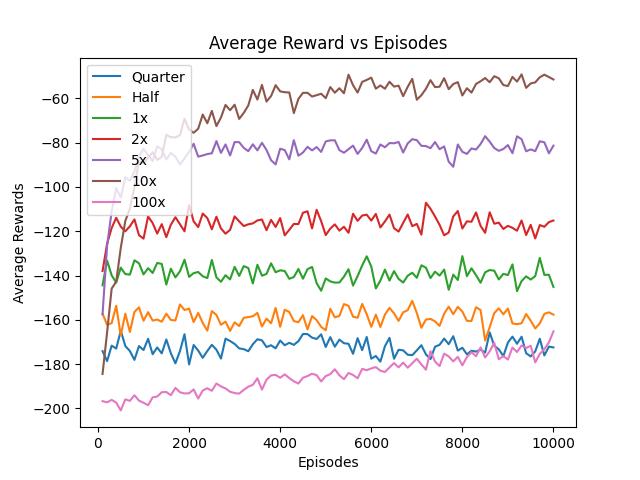 Average Reward vs Episodes
Average Rewards
−60
−80
−100
−120
−140
−160
−180
−200
Quarter
Half
1x
2x
5x
10x
100x
0
2000
4000
6000
8000
10000
Episodes